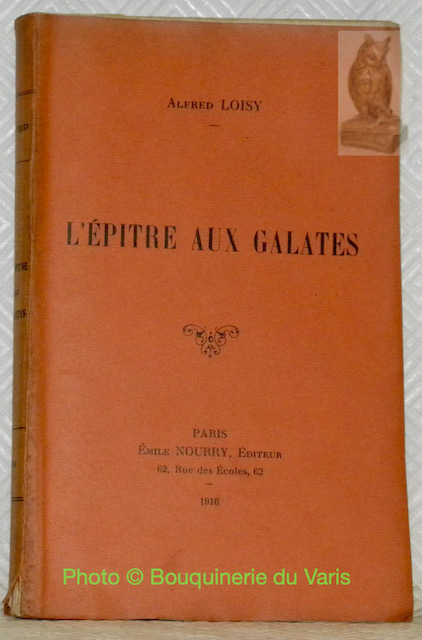 Alfred LOISY
L'ÉPITRE AUX GALATES
PARIS
Émile NOURRY, Éditeur
62, Rue des Écoles, 62
1916
Photo © Bouquinerie du Varis